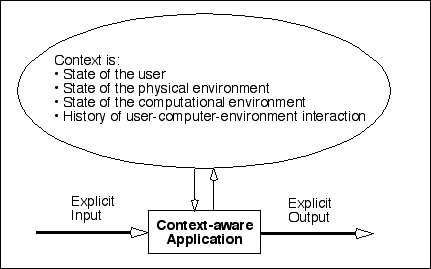 Context is:
• State of the user
• State of the physical environment
• State of the computational environment
• History of user-computer-environment interaction
Explicit
Input
Context-aware
Application
Explicit
Output